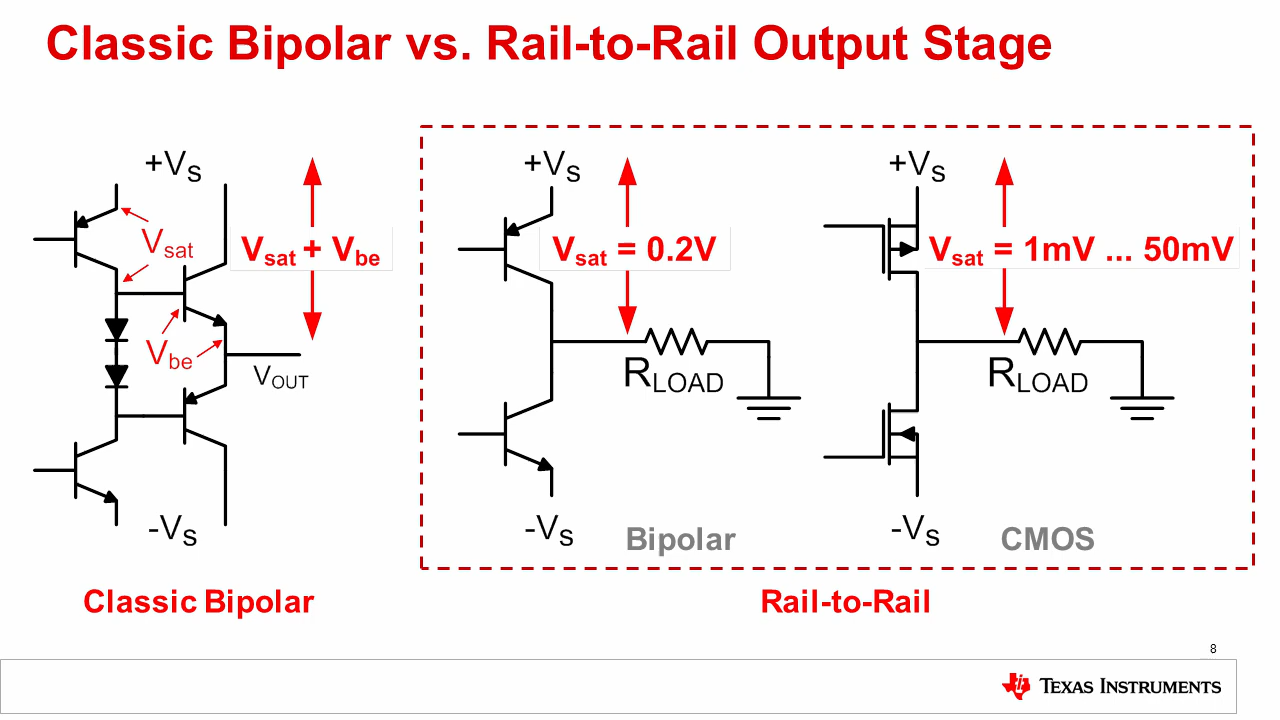 Classic Bipolar vs. Rail-to-Rail Output Stage
+VS
Vsat
Vsat + Vbe
Vbe
VOUT
-VS
Classic Bipolar
+VS
Vsat = 0.2V
RLOAD
-VS
Bipolar
+VS
Vsat = 1mV ... 50mV
RLOAD
-VS
CMOS
Rail-to-Rail
8
TEXAS INSTRUMENTS